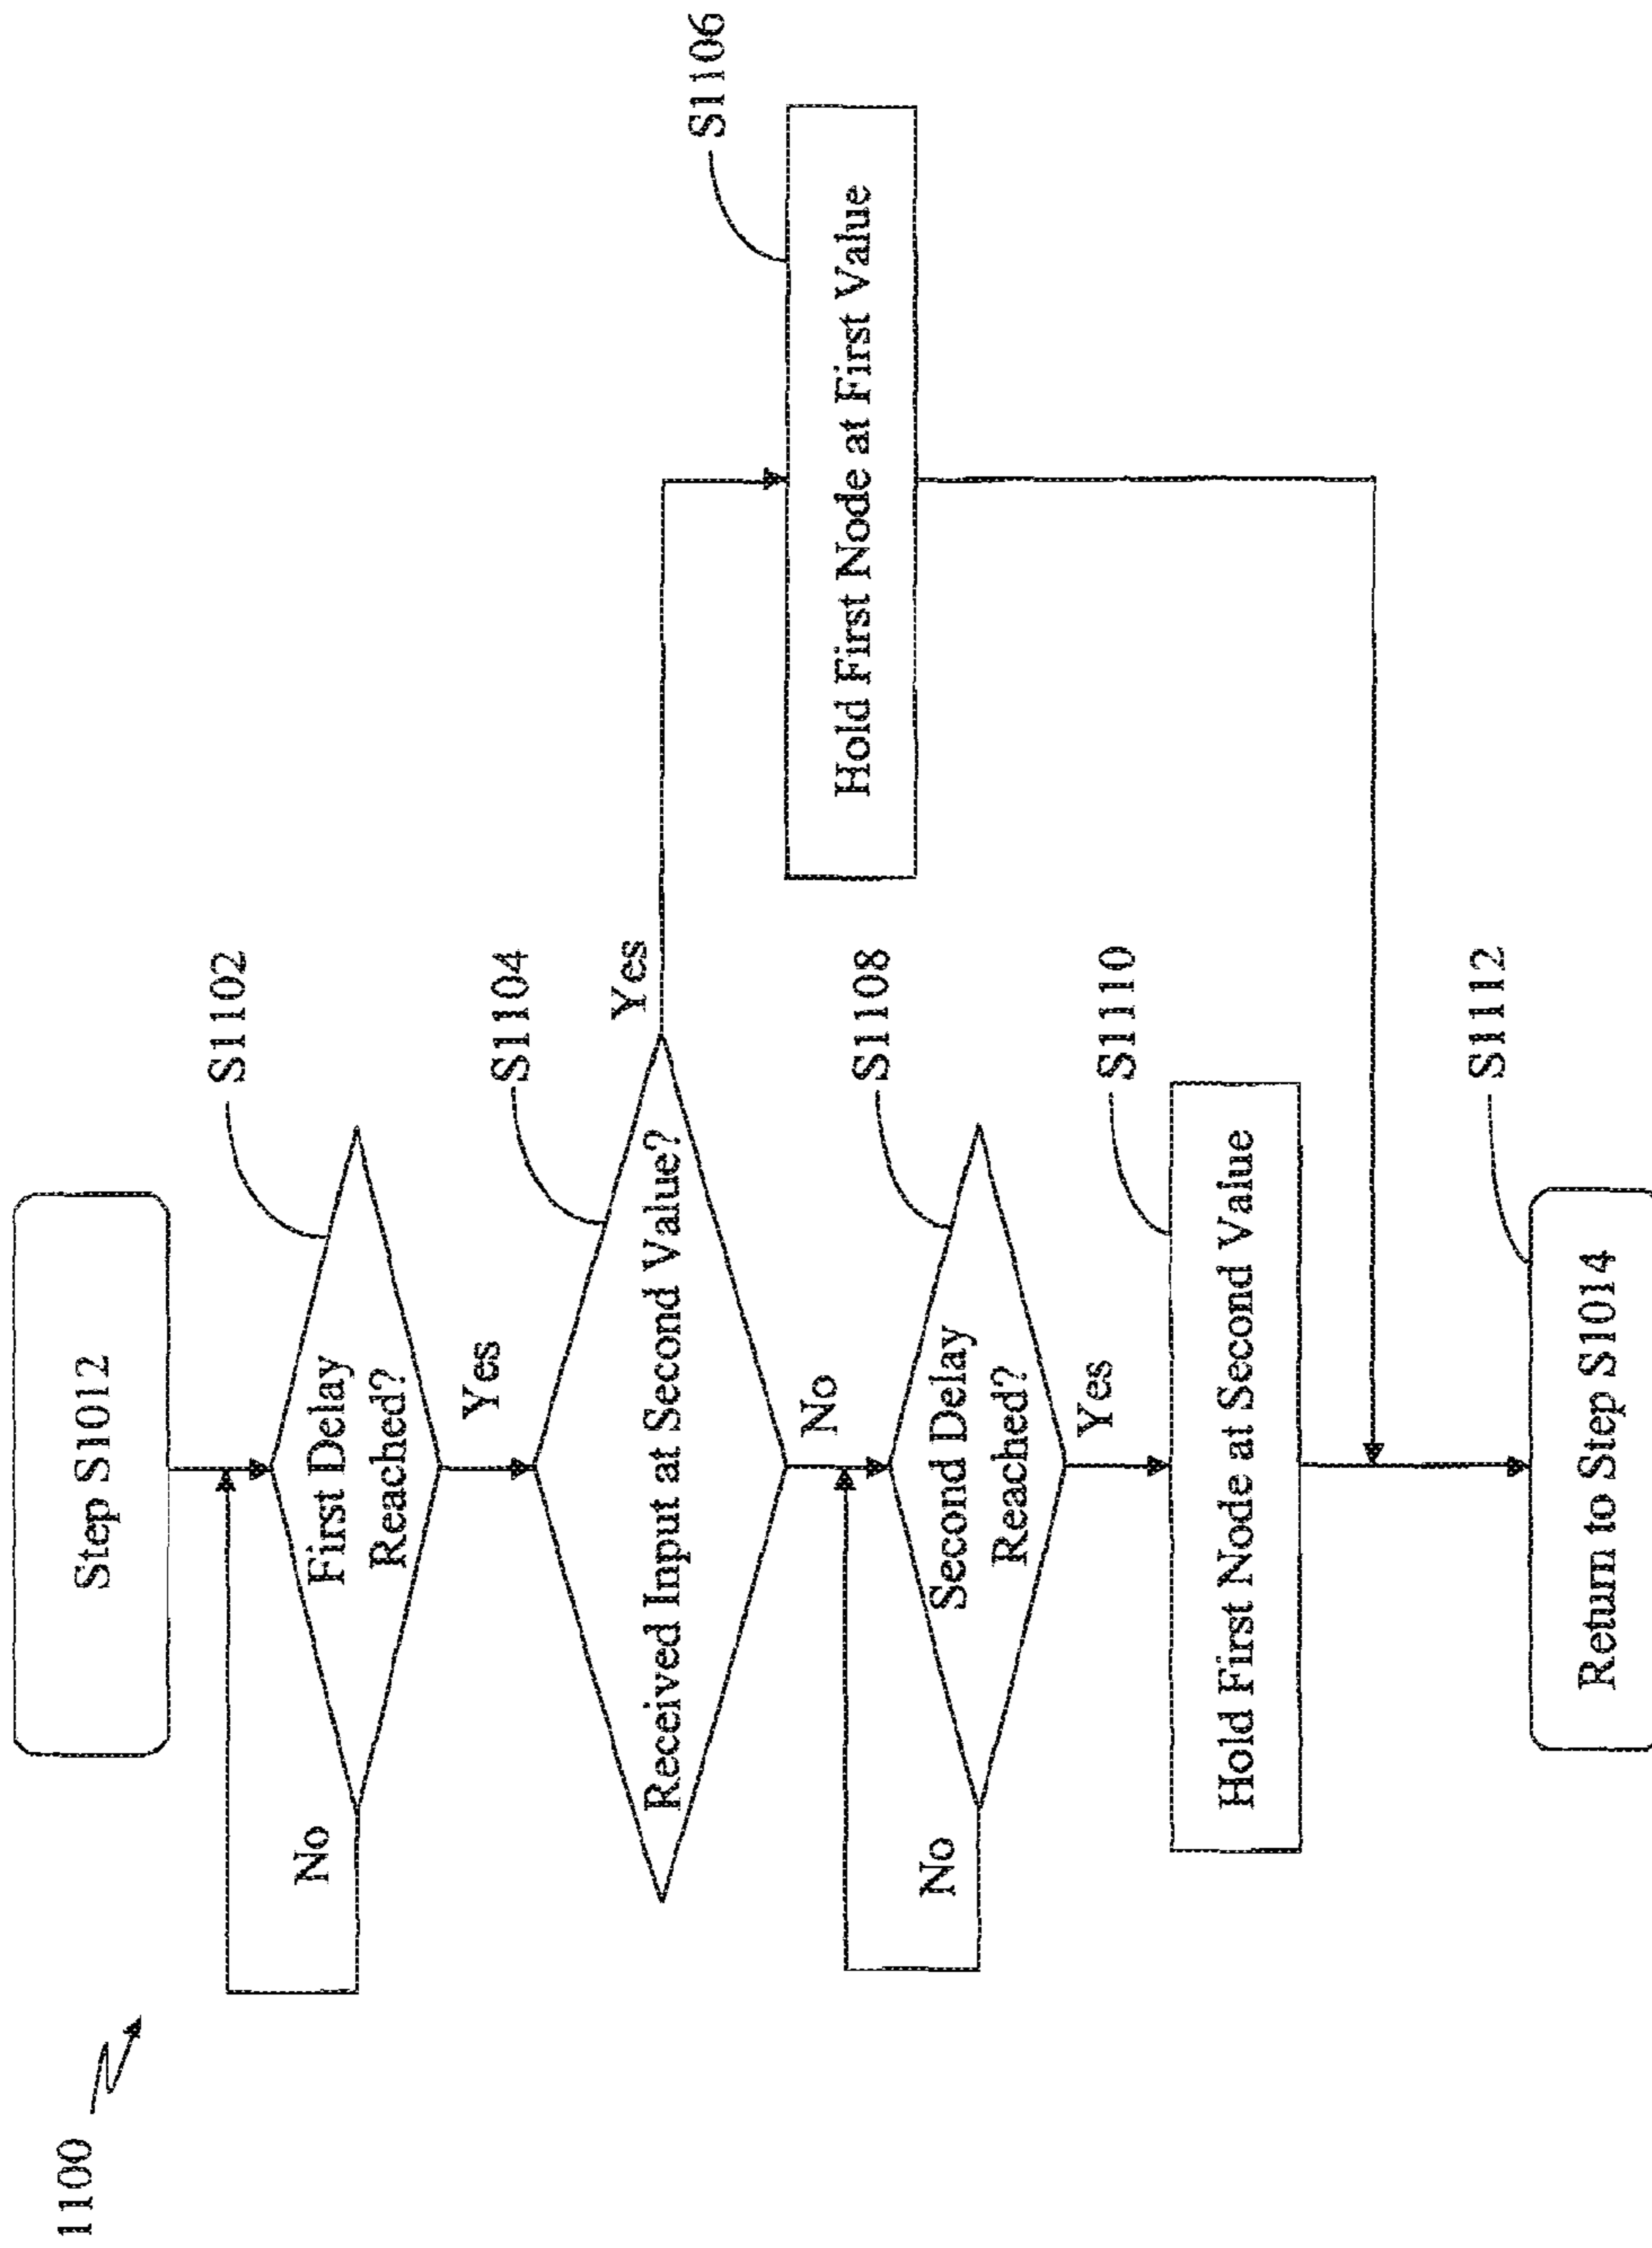 1100
Step S1012
S1102
First Delay
Reached?
No
Yes
S1104
Received Input at Second Value?
Yes
S1106
Hold First Node at First Value
No
S1108
Second Delay
Reached?
No
Yes
S1110
Hold First Node at Second Value
S1112
Return to Step S1014